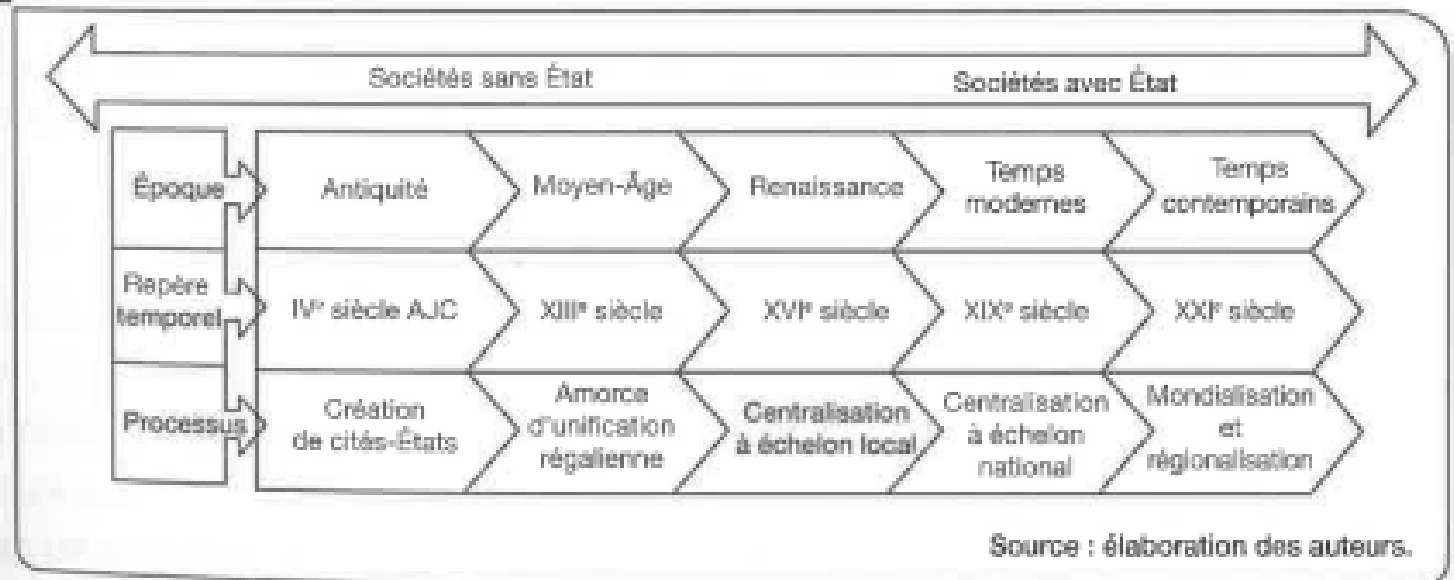 Sociétés sans État
Sociétés avec État
Époque
Antiquité
Moyen-Âge
Renaissance
Temps
modernes
Temps
contemporains
Repère
temporel
IVe siècle AJC
XIIIe siècle
XVIe siècle
XIXe siècle
XXIe siècle
Processus
Création
de cités-États
Amorce
d'unification
régalienne
Centralisation
à échelon local
Centralisation
à échelon
national
Mondialisation
et
régionalisation
Source : élaboration des auteurs.